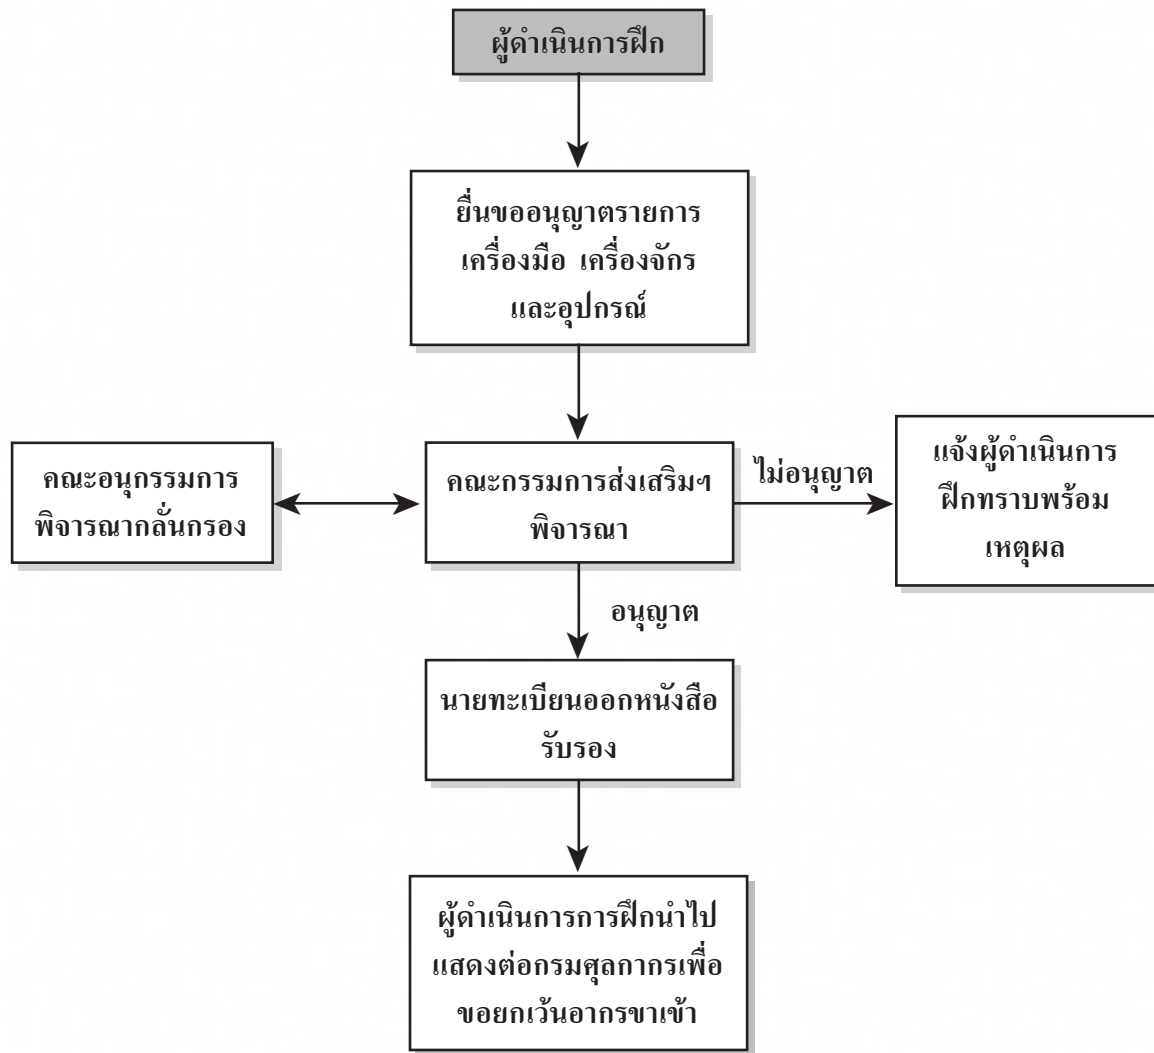 ผู้ดำเนินการฝึก
ยื่นขออนุญาตรายการ
เครื่องมือ เครื่องจักร
และอุปกรณ์
คณะอนุกรรมการ
พิจารณากลั่นกรอง
คณะกรรมการส่งเสริมฯ
พิจารณา
ไม่อนุญาต
แจ้งผู้ดำเนินการ
ฝึกทราบพร้อม
เหตุผล
อนุญาต
นายทะเบียนออกหนังสือ
รับรอง
ผู้ดำเนินการการฝึกนำไป
แสดงต่อกรมศุลกากรเพื่อ
ขอยกเว้นอากรขาเข้า